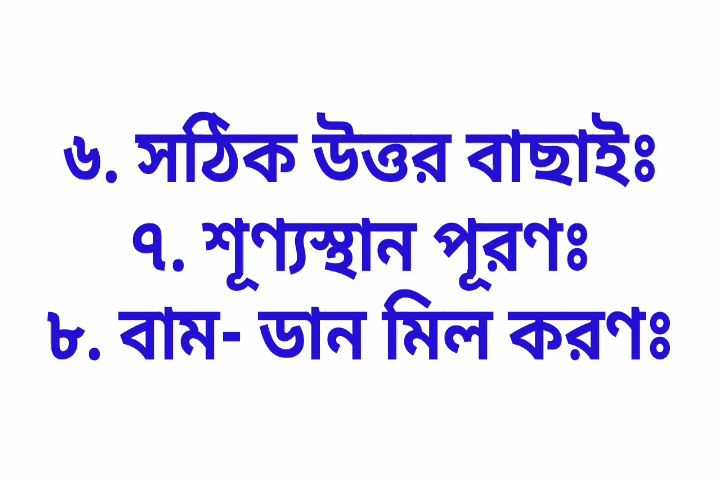 ৬. সঠিক উত্তর বাছাইঃ
৭. শূণ্যস্থান পূরণঃ
৮. বাম- ডান মিল করণঃ